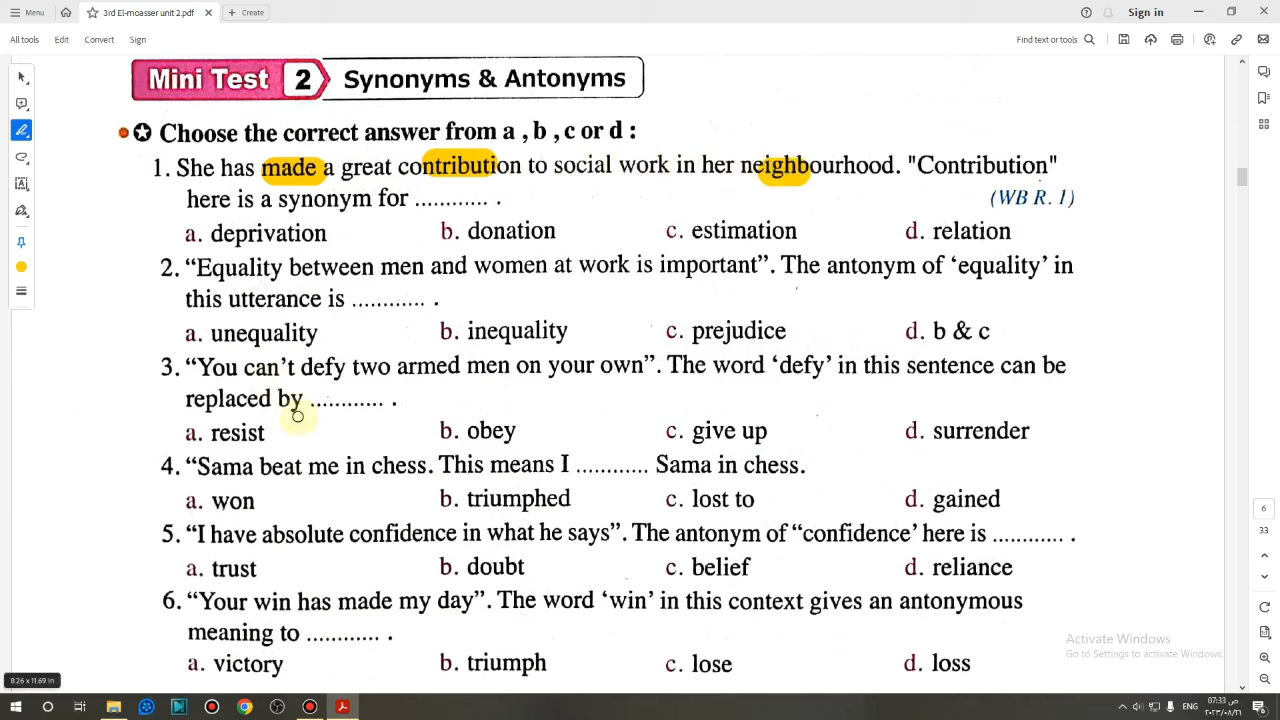 Menu
3rd El-moasser unit 2.pdf
Create
Sign in
All tools Edit Convert Sign
Find text or tools
Mini Test 2 Synonyms & Antonyms
Choose the correct answer from a , b , c or d :
1. She has made a great contribution to social work in her neighbourhood. "Contribution"
here is a synonym for ............ . (WB R. 1)
a. deprivation b. donation c. estimation d. relation
2. “Equality between men and women at work is important”. The antonym of ‘equality’ in
this utterance is ............ .
a. unequality b. inequality c. prejudice d. b & c
3. “You can’t defy two armed men on your own”. The word ‘defy’ in this sentence can be
replaced by ............ .
a. resist b. obey c. give up d. surrender
4. “Sama beat me in chess. This means I ............ Sama in chess.
a. won b. triumphed c. lost to d. gained
5. “I have absolute confidence in what he says”. The antonym of “confidence’ here is ............ .
a. trust b. doubt c. belief d. reliance
6. “Your win has made my day”. The word ‘win’ in this context gives an antonymous
meaning to ............ .
a. victory b. triumph c. lose d. loss
6
33
Activate Windows
Go to Settings to activate Windows.
8.26 x 11.69 in
07:33 ص
٢٠٢٣/٠٨/٢١